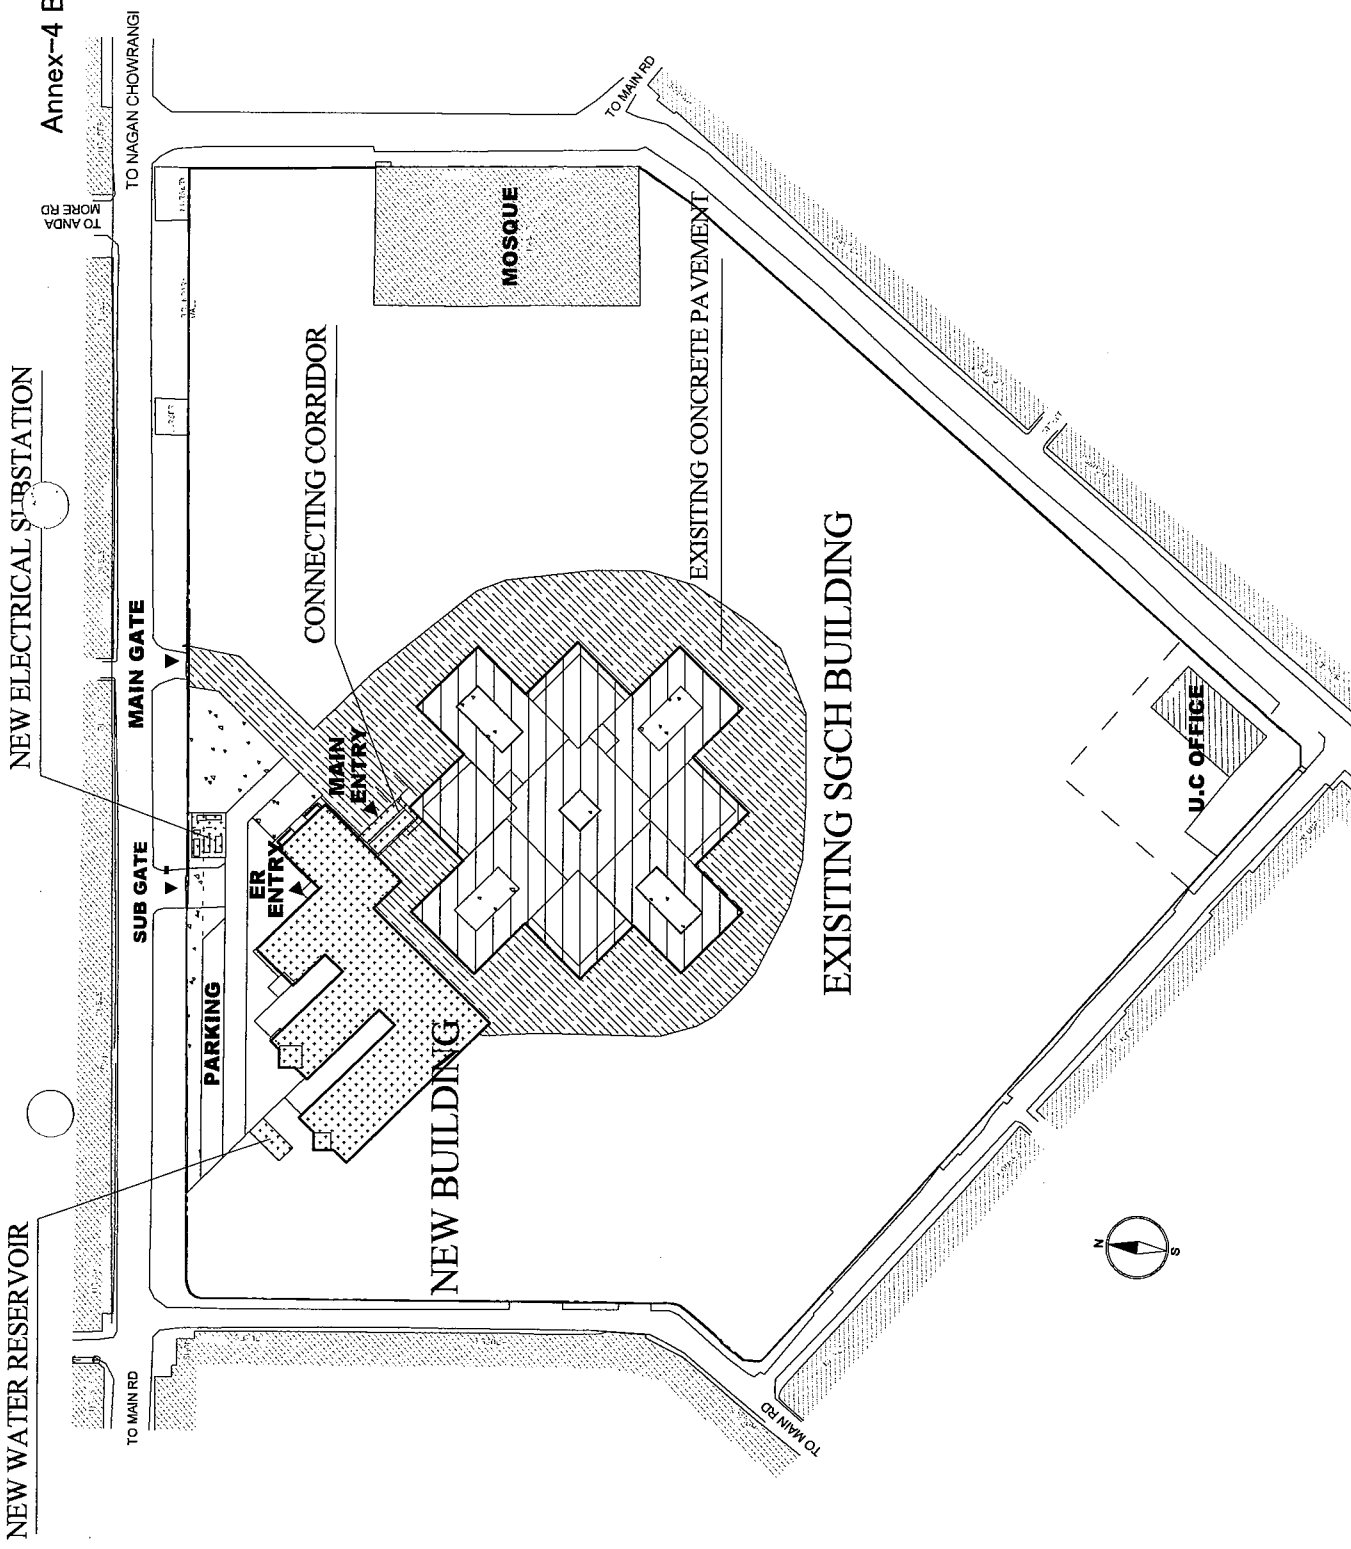 Annex-4 B
NEW WATER RESERVOIR
NEW ELECTRICAL SUBSTATION
TO MAIN RD
TO NAGAN CHOWRANGI
TO ANDA
MORE RD
SUB GATE
MAIN GATE
PARKING
ER
ENTRY
MAIN
ENTRY
CONNECTING CORRIDOR
NEW BUILDING
MOSQUE
TO MAIN RD
EXISITING CONCRETE PAVEMENT
EXISITING SGCH BUILDING
TO MAIN RD
U.C OFFICE
N
S